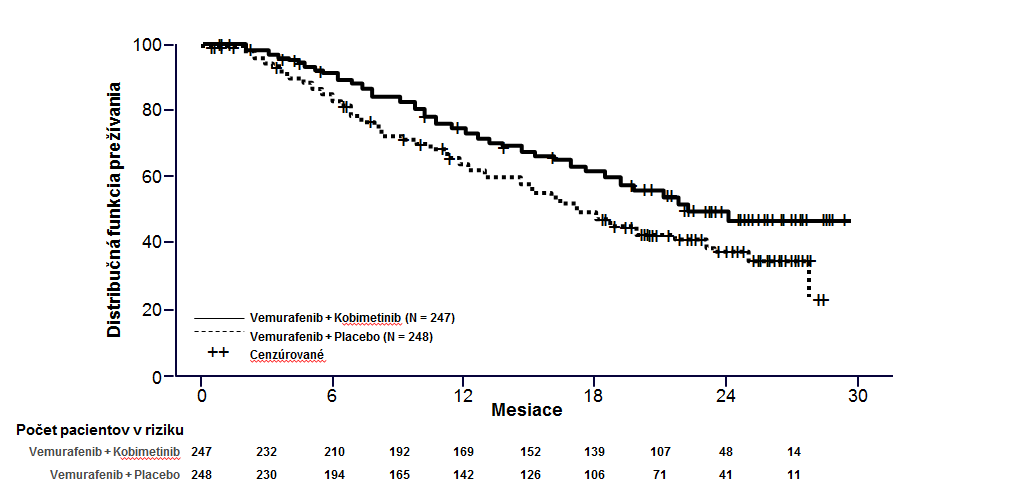 Distribučná funkcia prežívania
100
80
60
40
20
0
Vemurafenib + Kobimetinib (N = 247)
Vemurafenib + Placebo (N = 248)
++ Cenzúrované
0 6 12 18 24 30
Mesiace
Počet pacientov v riziku
Vemurafenib + Kobimetinib 247 232 210 192 169 152 139 107 48 14
Vemurafenib + Placebo 248 230 194 165 142 126 106 71 41 11